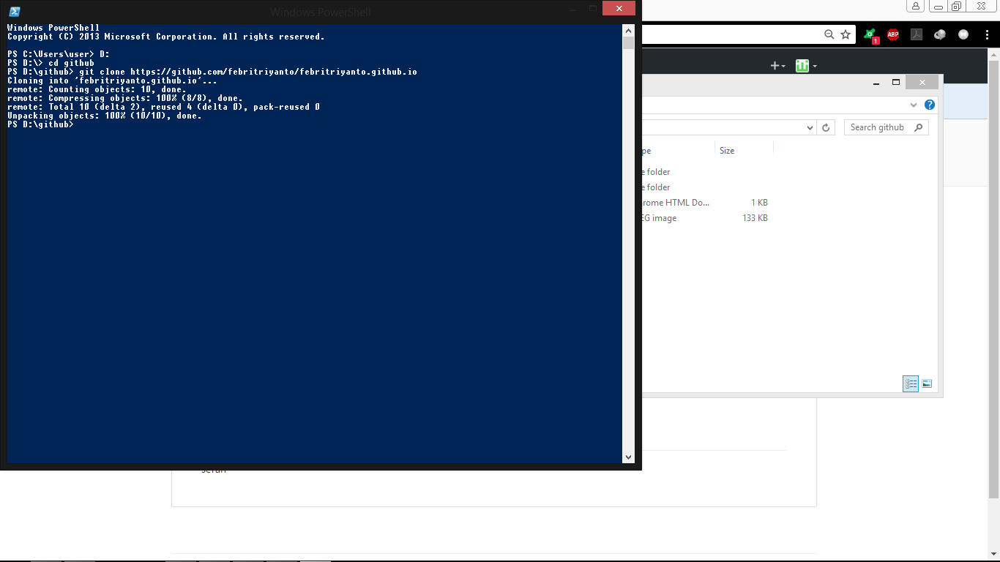 Windows PowerShell
Windows PowerShell
Copyright (C) 2013 Microsoft Corporation. All rights reserved.
PS C:\Users\user> D:
PS D:\> cd github
PS D:\github> git clone https://github.com/febritriyanto/febritriyanto.github.io
Cloning into 'febritriyanto.github.io'...
remote: Counting objects: 10, done.
remote: Compressing objects: 100% (8/8), done.
remote: Total 10 (delta 2), reused 4 (delta 0), pack-reused 0
Unpacking objects: 100% (10/10), done.
PS D:\github>
1
ABP
Search github
pe Size
e folder
e folder
rome HTML Do... 1 KB
EG image 133 KB